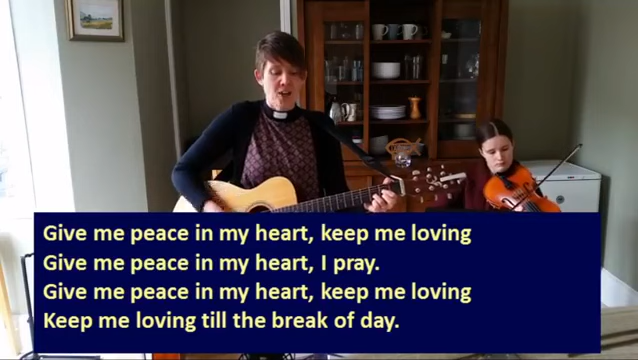 Give me peace in my heart, keep me loving
Give me peace in my heart, I pray.
Give me peace in my heart, keep me loving
Keep me loving till the break of day.